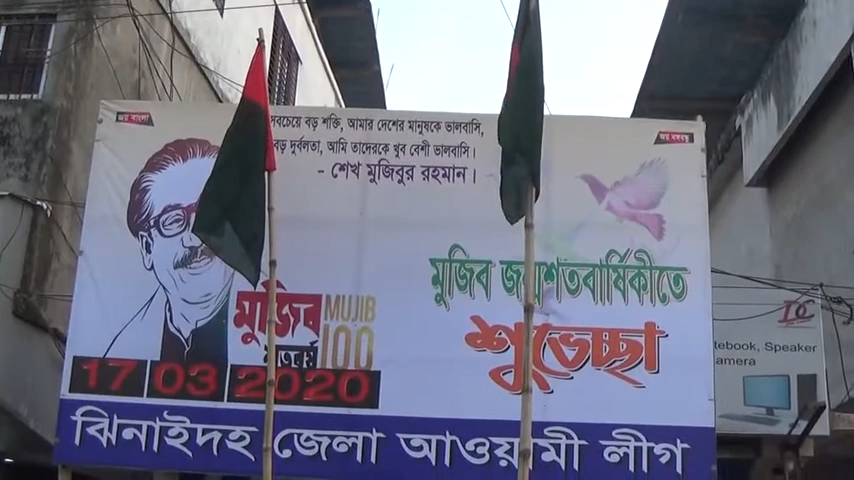 জয় বাংলা
সবচেয়ে বড় শক্তি, আমার দেশের মানুষকে ভালবাসি,
জয় বঙ্গবন্ধু
বড় দুর্বলতা, আমি তাদেরকে খুব বেশী ভালবাসি।
- শেখ মুজিবুর রহমান।
মুজিব জন্মশতবার্ষিকীতে
শুভেচ্ছা
মুজিব MUJIB
100
17 03 2020
ঝিনাইদহ জেলা আওয়ামী লীগ
tebook, Speaker
amera